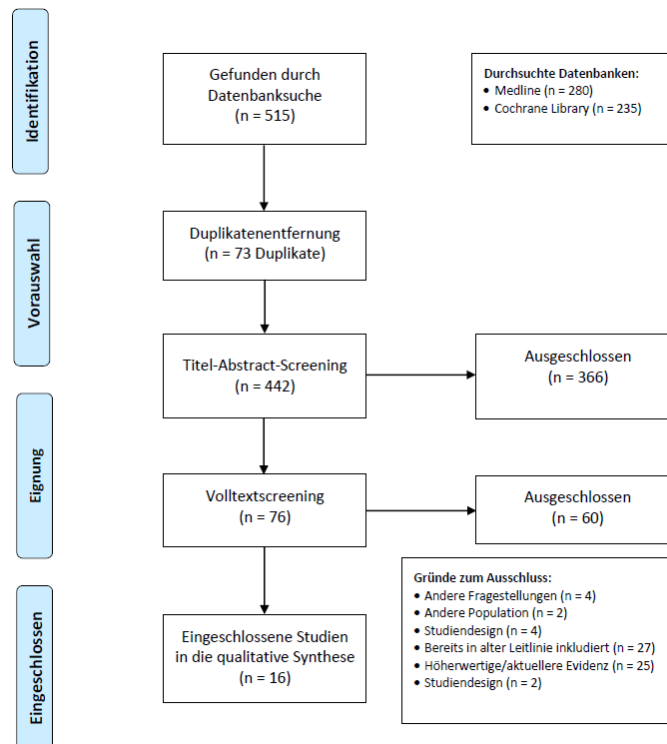 Identifikation
Gefunden durch
Datenbanksuche
(n = 515)
Durchsuchte Datenbanken:
• Medline (n = 280)
• Cochrane Library (n = 235)
Vorauswahl
Duplikatenentfernung
(n = 73 Duplikate)
Titel-Abstract-Screening
(n = 442)
Ausgeschlossen
(n = 366)
Eignung
Volltextscreening
(n = 76)
Ausgeschlossen
(n = 60)
Gründe zum Ausschluss:
• Andere Fragestellungen (n = 4)
• Andere Population (n = 2)
• Studiendesign (n = 4)
• Bereits in alter Leitlinie inkludiert (n = 27)
• Höherwertige/aktuellere Evidenz (n = 25)
• Studiendesign (n = 2)
Eingeschlossen
Eingeschlossene Studien
in die qualitative Synthese
(n = 16)